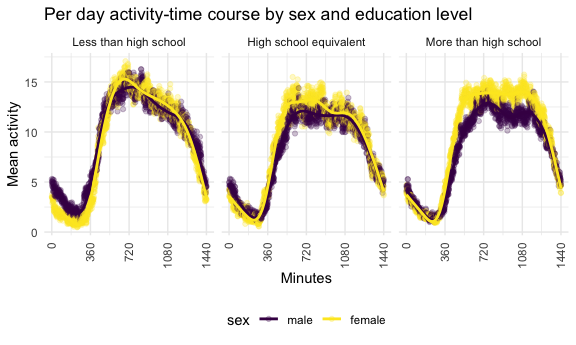 Per day activity-time course by sex and education level
Less than high school
High school equivalent
More than high school
Mean activity
15
10
5
0
0 360 720 1080 1440
0 360 720 1080 1440
0 360 720 1080 1440
Minutes
sex male female